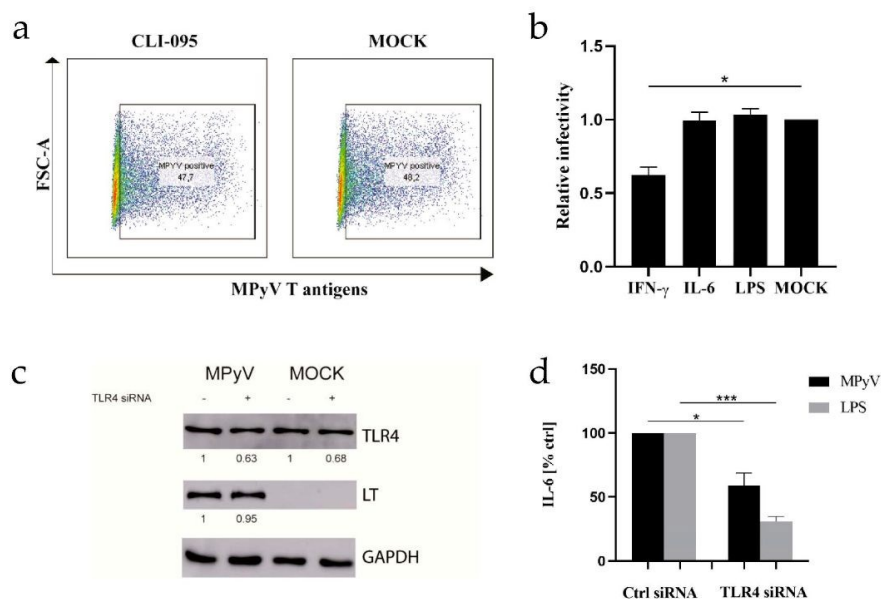 a
CLI-095
MOCK
FSC-A
MPYV positive
47,7
MPYV positive
48,2
MPyV T antigens
b
Relative infectivity
1.5
1.0
0.5
0.0
*
IFN-γ IL-6 LPS MOCK
c
MPyV MOCK
TLR4 siRNA - + - +
TLR4
1 0.63 1 0.68
LT
1 0.95
GAPDH
d
IL-6 [% ctrl]
150
100
50
0
***
*
MPyV
LPS
Ctrl siRNA TLR4 siRNA